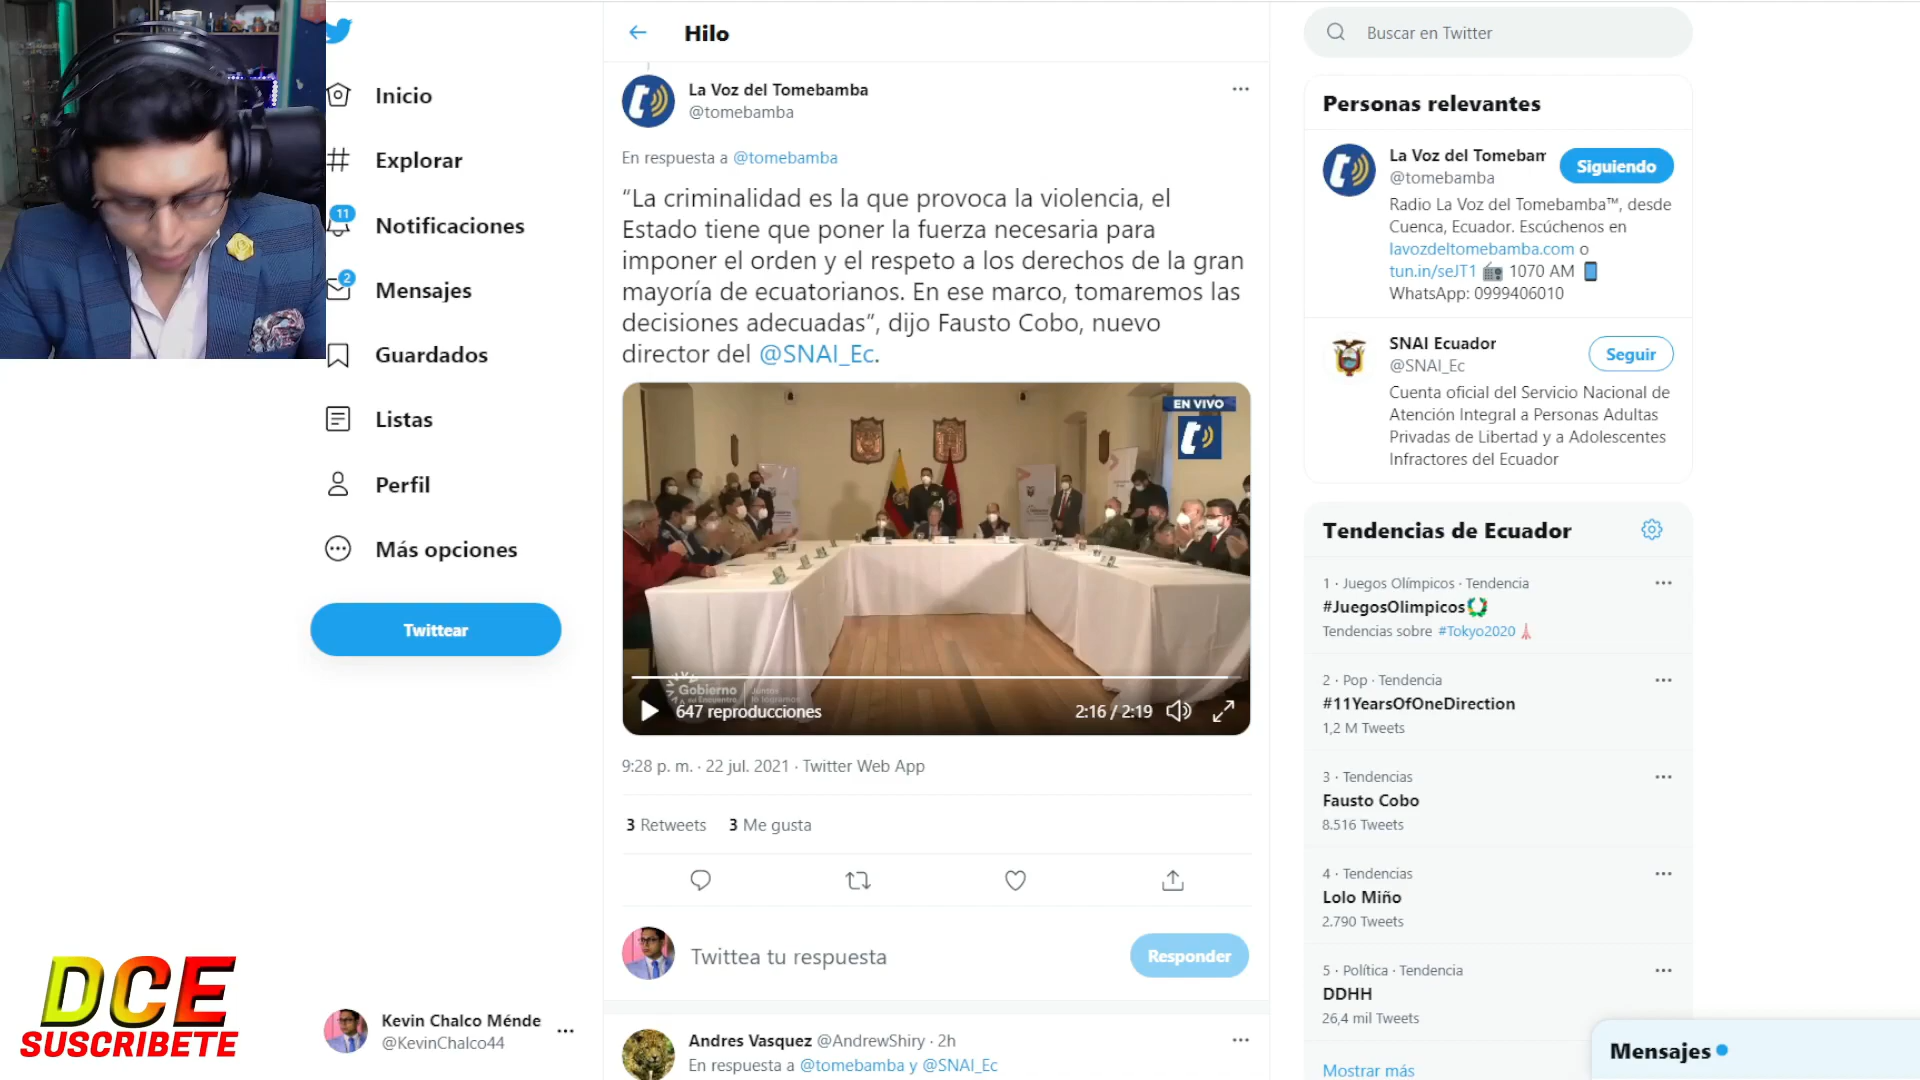 Inicio
Explorar
11
Notificaciones
2
Mensajes
Guardados
Listas
Perfil
Más opciones
Twittear
DCE
SUSCRIBETE
Kevin Chalco Ménde
@KevinChalco44
Hilo
La Voz del Tomebamba
@tomebamba
En respuesta a @tomebamba
“La criminalidad es la que provoca la violencia, el
Estado tiene que poner la fuerza necesaria para
imponer el orden y el respeto a los derechos de la gran
mayoría de ecuatorianos. En ese marco, tomaremos las
decisiones adecuadas”, dijo Fausto Cobo, nuevo
director del @SNAI_Ec.
EN VIVO
Gobierno
del Encuentro
Juntos
lo logramos
647 reproducciones
2:16 / 2:19
9:28 p. m. · 22 jul. 2021 · Twitter Web App
3 Retweets 3 Me gusta
Twittea tu respuesta
Responder
Andres Vasquez @AndrewShiry · 2h
En respuesta a @tomebamba y @SNAI_Ec
Buscar en Twitter
Personas relevantes
La Voz del Tomebam
@tomebamba
Siguiendo
Radio La Voz del Tomebamba™, desde
Cuenca, Ecuador. Escúchenos en
lavozdeltomebamba.com o
tun.in/seJT1 📻 1070 AM 📱
WhatsApp: 0999406010
SNAI Ecuador
@SNAI_Ec
Seguir
Cuenta oficial del Servicio Nacional de
Atención Integral a Personas Adultas
Privadas de Libertad y a Adolescentes
Infractores del Ecuador
Tendencias de Ecuador
1 · Juegos Olímpicos · Tendencia
#JuegosOlimpicos
Tendencias sobre #Tokyo2020
2 · Pop · Tendencia
#11YearsOfOneDirection
1,2 M Tweets
3 · Tendencias
Fausto Cobo
8.516 Tweets
4 · Tendencias
Lolo Miño
2.790 Tweets
5 · Política · Tendencia
DDHH
26,4 mil Tweets
Mostrar más
Mensajes